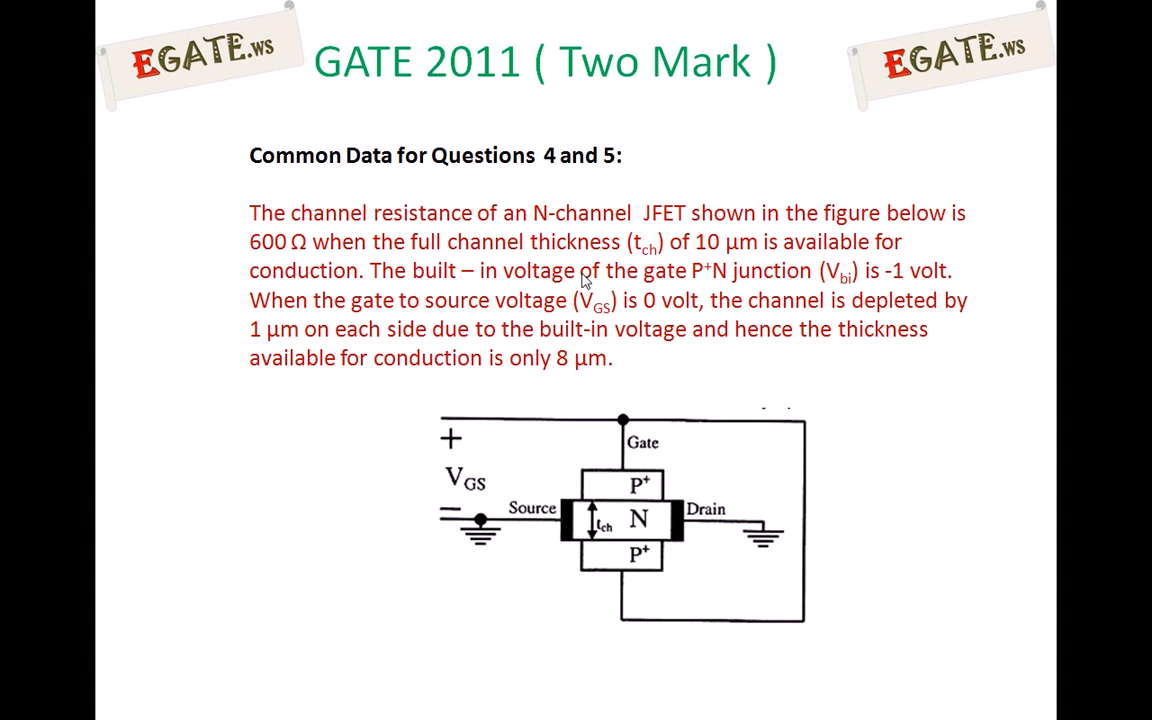 EGATE.ws
GATE 2011 ( Two Mark )
EGATE.ws
Common Data for Questions 4 and 5:
The channel resistance of an N-channel JFET shown in the figure below is
600 Ω when the full channel thickness (tch) of 10 μm is available for
conduction. The built – in voltage of the gate P⁺N junction (Vbi) is -1 volt.
When the gate to source voltage (VGS) is 0 volt, the channel is depleted by
1 μm on each side due to the built-in voltage and hence the thickness
available for conduction is only 8 μm.
+
Gate
VGS
P⁺
–
Source
Drain
tch
N
P⁺